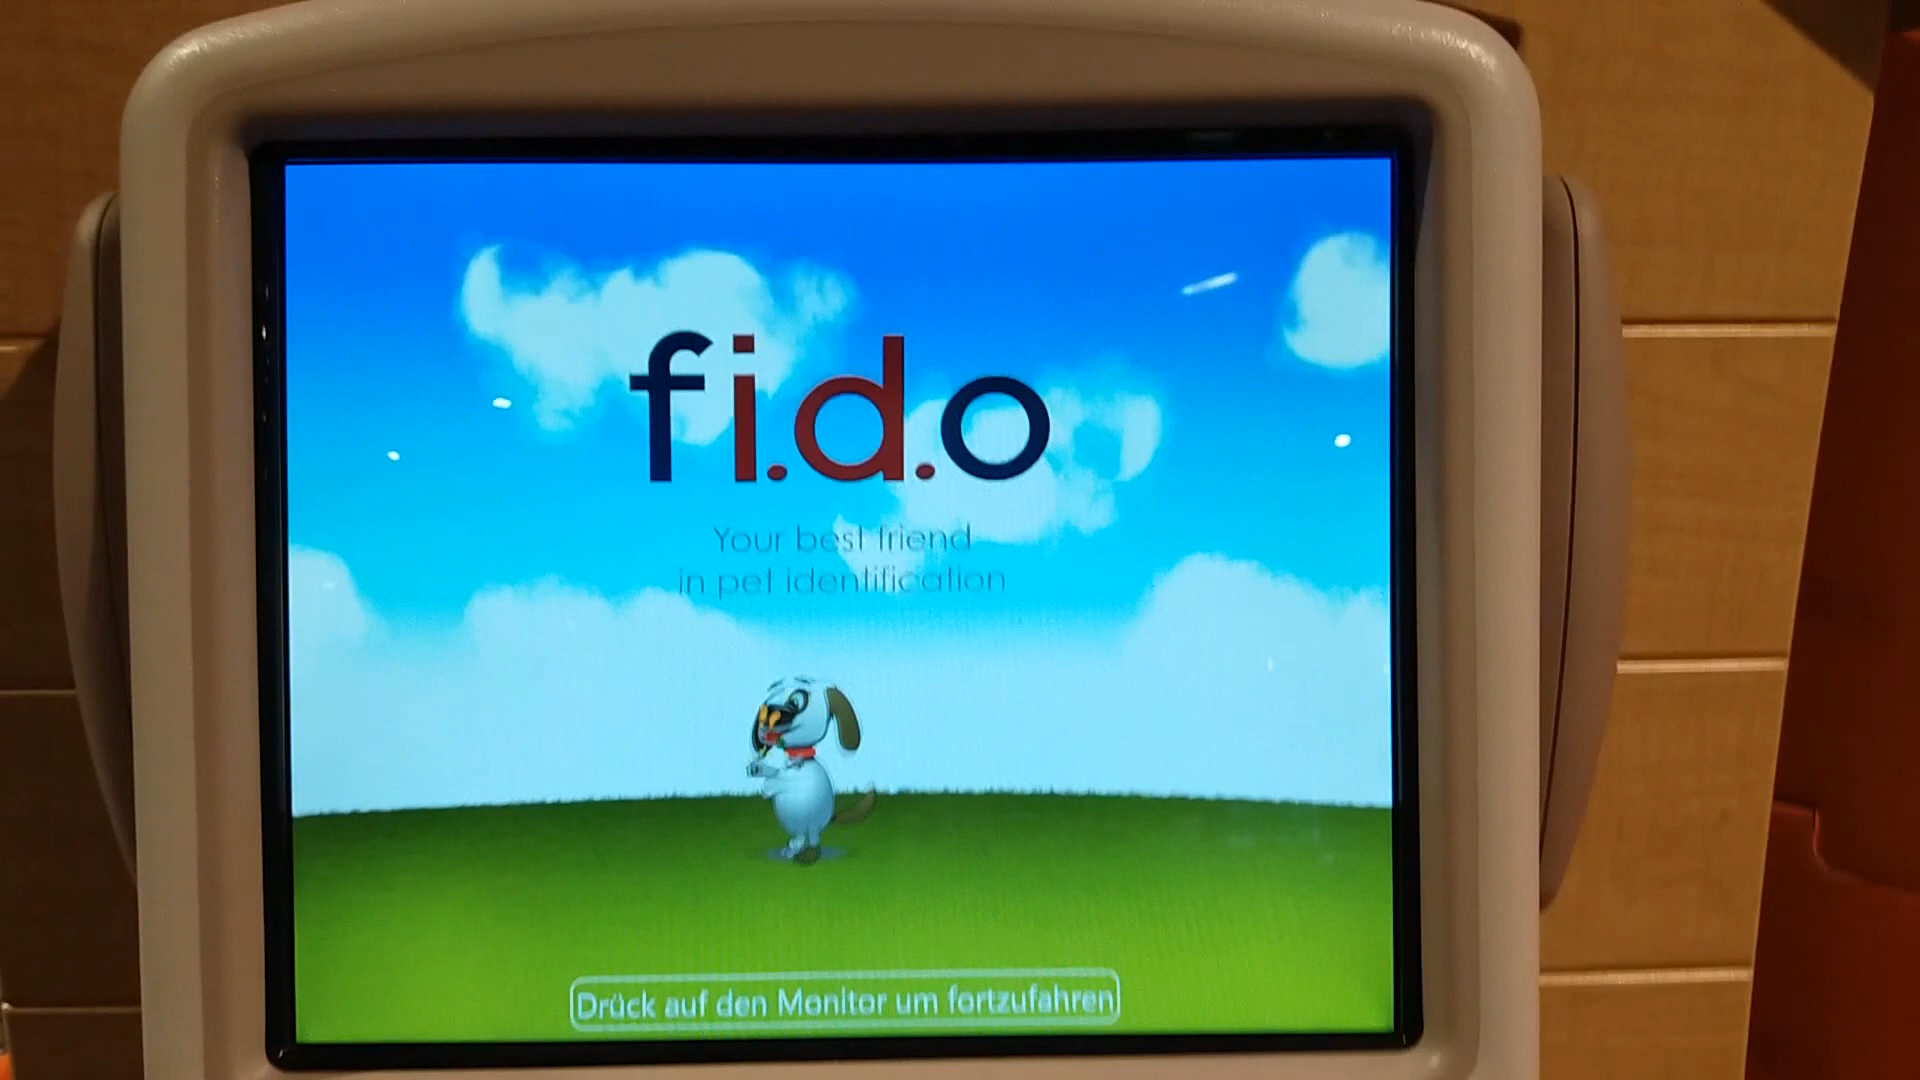 fi.d.o
Your best friend
in pet identification
Drück auf den Monitor um fortzufahren